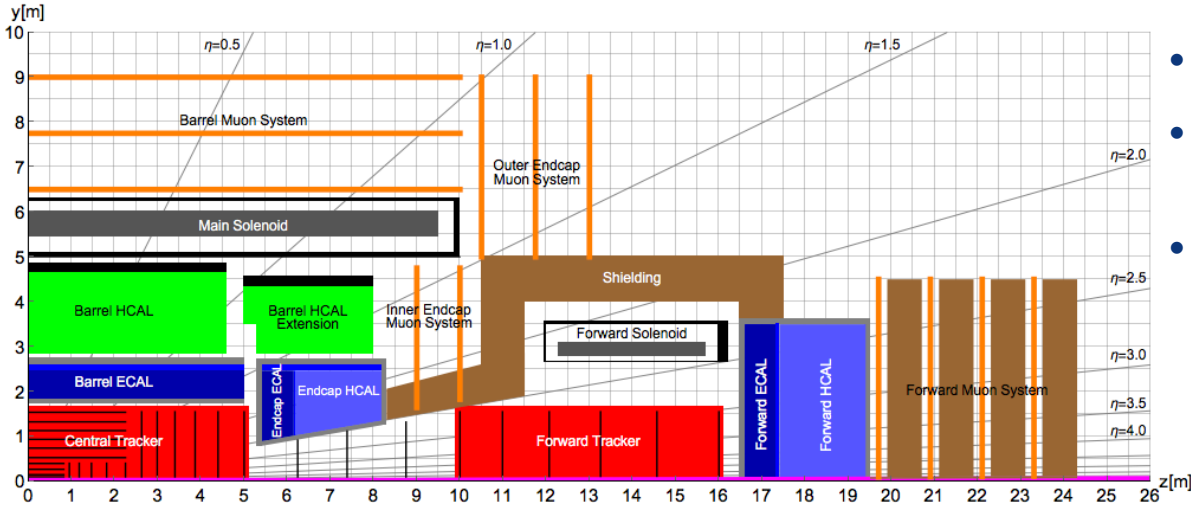 y[m]
10
9
8
7
6
5
4
3
2
1
0
η=0.5
η=1.0
η=1.5
η=2.0
η=2.5
η=3.0
η=3.5
η=4.0
Barrel Muon System
Outer Endcap
Muon System
Main Solenoid
Shielding
Barrel HCAL
Barrel HCAL
Extension
Inner Endcap
Muon System
Forward Solenoid
Barrel ECAL
Endcap ECAL
Endcap HCAL
Forward ECAL
Forward HCAL
Forward Muon System
Central Tracker
Forward Tracker
0 1 2 3 4 5 6 7 8 9 10 11 12 13 14 15 16 17 18 19 20 21 22 23 24 25 26
z[m]